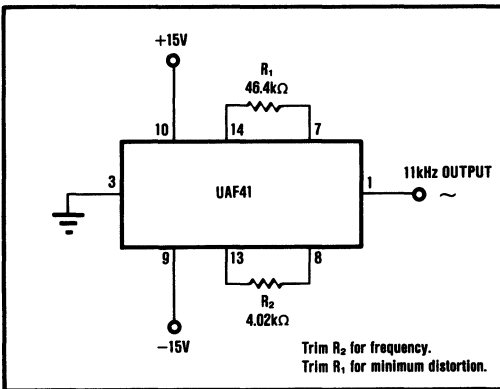 +15V
R₁
46.4kΩ
10
14
7
3
UAF41
1
11kHz OUTPUT
~
9
13
8
R₂
4.02kΩ
−15V
Trim R₂ for frequency.
Trim R₁ for minimum distortion.